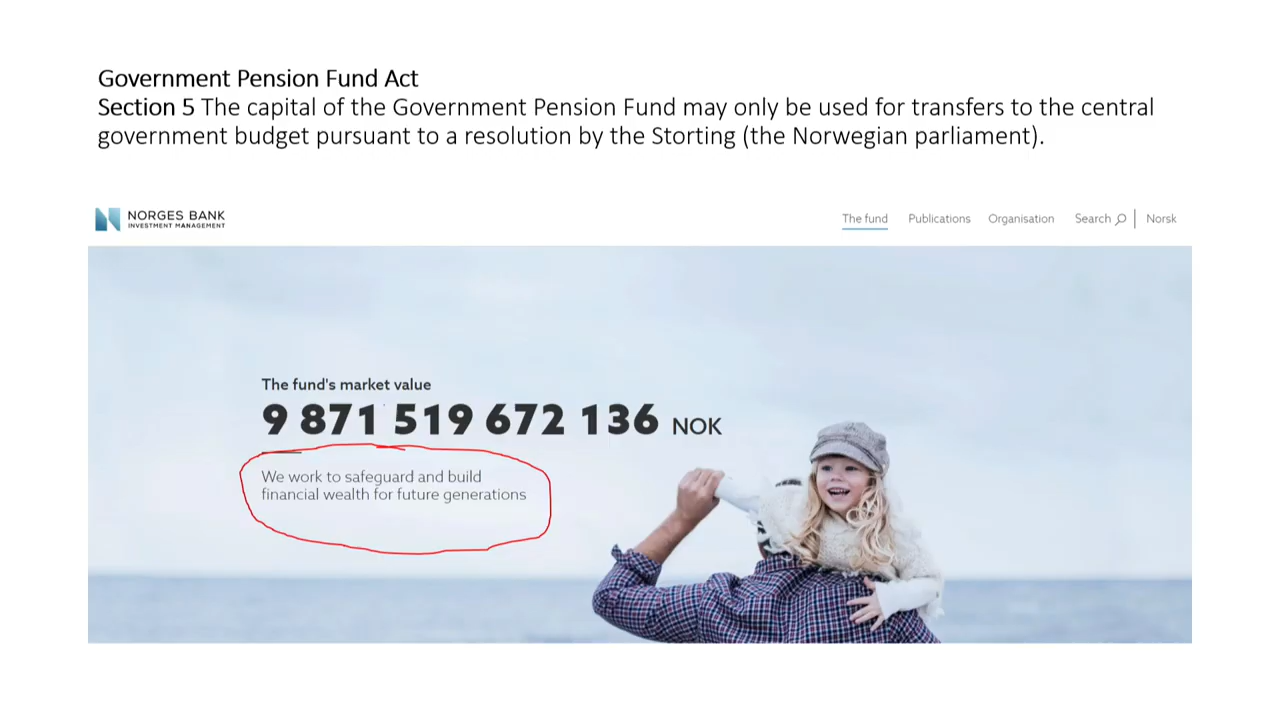 Government Pension Fund Act
Section 5 The capital of the Government Pension Fund may only be used for transfers to the central
government budget pursuant to a resolution by the Storting (the Norwegian parliament).
NORGES BANK
INVESTMENT MANAGEMENT
The fund Publications Organisation Search Norsk
The fund's market value
9 871 519 672 136 NOK
We work to safeguard and build
financial wealth for future generations